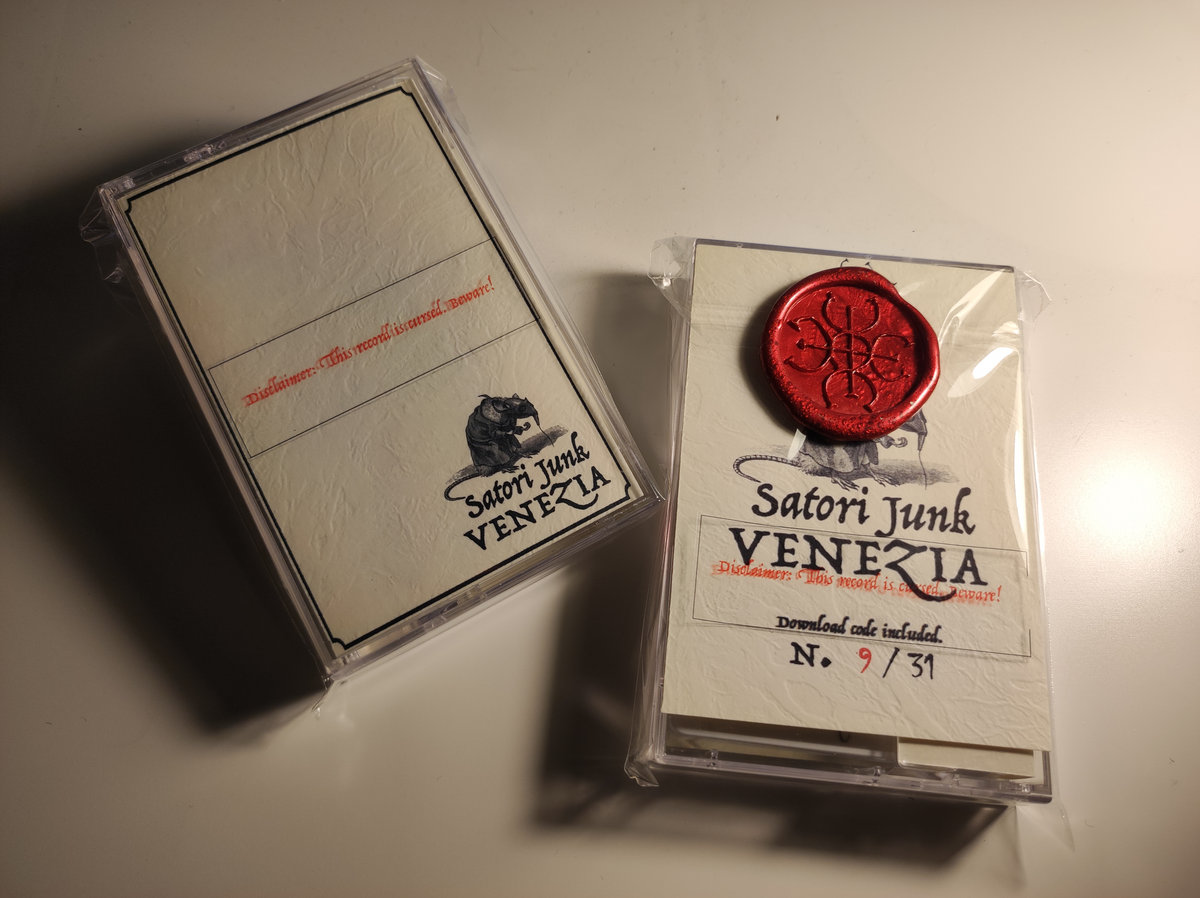 Disclaimer: This record is cursed. Beware!
Satori Junk
VENEZIA
Satori Junk
VENEZIA
Disclaimer: This record is cursed. Beware!
Download code included.
N. 9/31